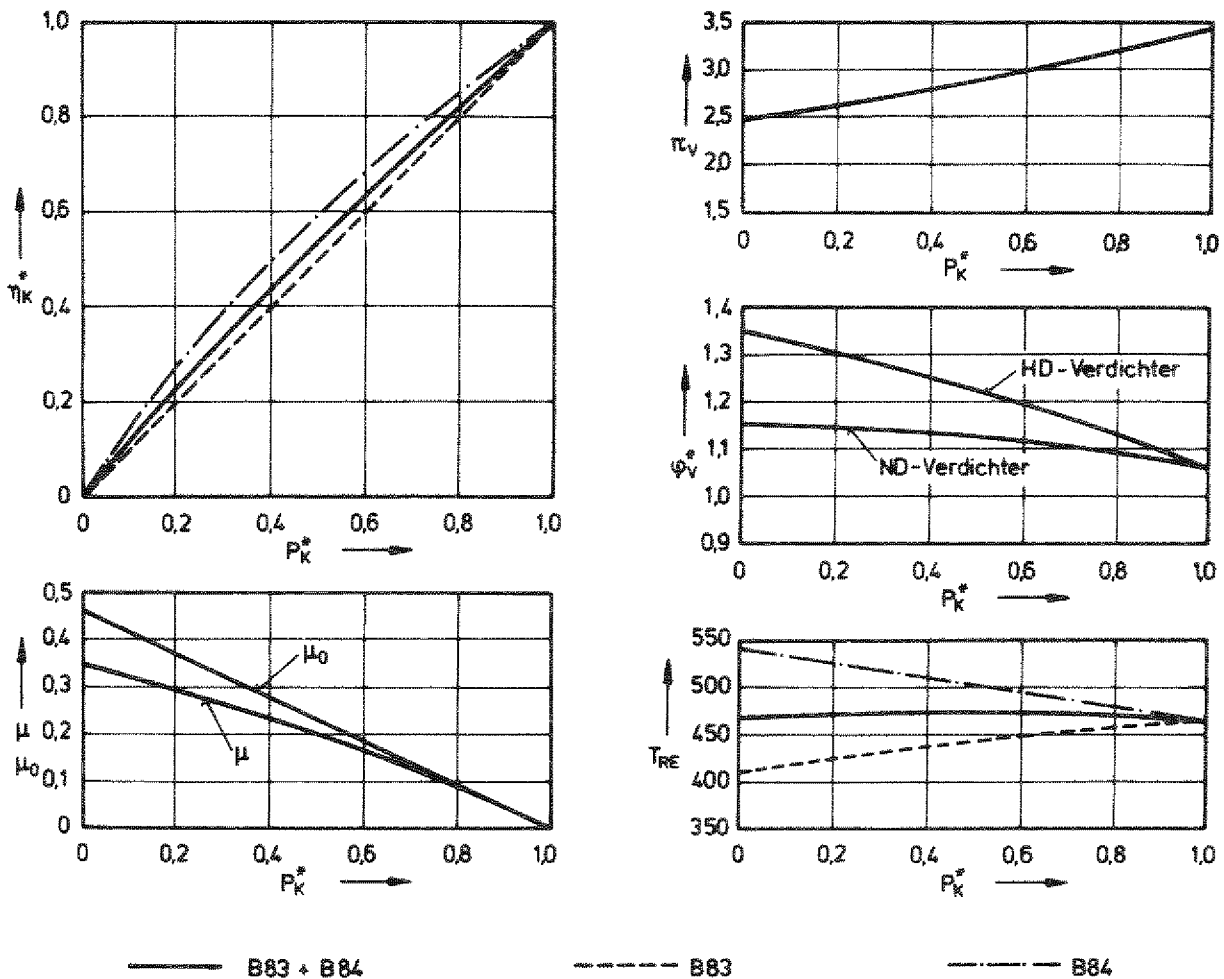 1,0
0,8
0,6
0,4
0,2
0
η*K
0 0,2 0,4 0,6 0,8 1,0
P*K
3,5
3,0
2,5
2,0
1,5
πV
0 0,2 0,4 0,6 0,8 1,0
P*K
1,4
1,3
1,2
1,1
1,0
0,9
φ*V
HD-Verdichter
ND-Verdichter
0 0,2 0,4 0,6 0,8 1,0
P*K
0,5
0,4
0,3
0,2
0,1
0
μ
μ0
μ0
μ
0 0,2 0,4 0,6 0,8 1,0
P*K
550
500
450
400
350
TRE
0 0,2 0,4 0,6 0,8 1,0
P*K
B83 + B84
B83
B84